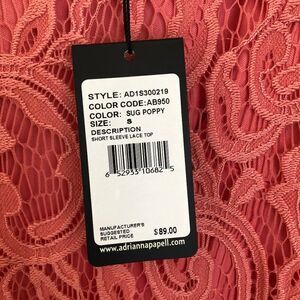 STYLE: AD1S300219
COLOR CODE:AB950
COLOR: SUG POPPY
SIZE: S
DESCRIPTION
SHORT SLEEVE LACE TOP
6 52933 10682 5
MANUFACTURER'S
SUGGESTED
RETAIL PRICE $89.00
www.adriannapapell.com